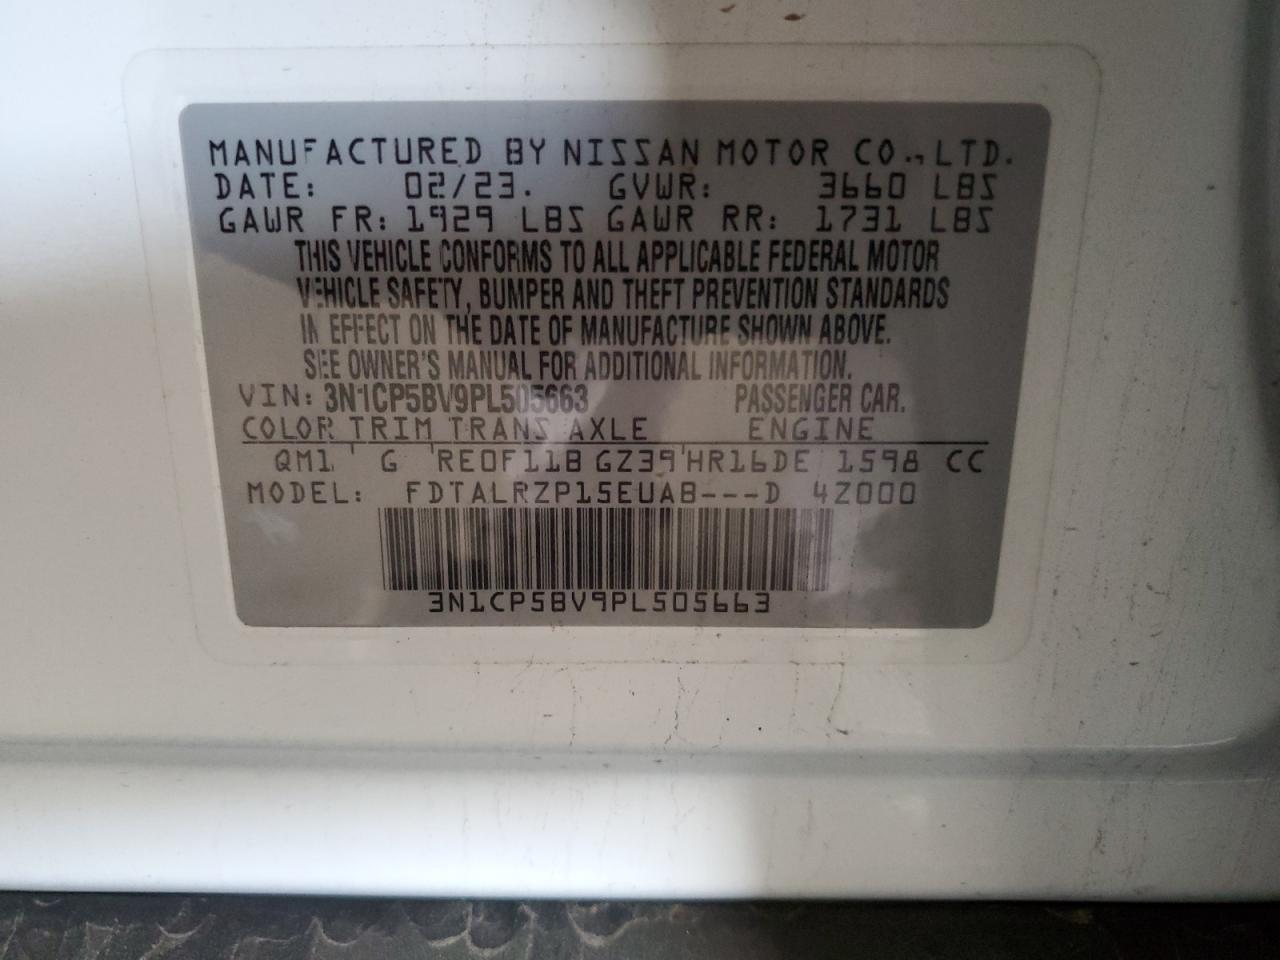 MANUFACTURED BY NISSAN MOTOR CO., LTD.
DATE: 02/23. GVWR: 3660 LBS
GAWR FR: 1929 LBS GAWR RR: 1731 LBS
THIS VEHICLE CONFORMS TO ALL APPLICABLE FEDERAL MOTOR
VEHICLE SAFETY, BUMPER AND THEFT PREVENTION STANDARDS
IN EFFECT ON THE DATE OF MANUFACTURE SHOWN ABOVE.
SEE OWNER'S MANUAL FOR ADDITIONAL INFORMATION.
VIN: 3N1CP5BV9PL505663 PASSENGER CAR.
COLOR TRIM TRANS AXLE ENGINE
QM1 ' G ' RE0F11B GZ39 ' HR16DE 1598 CC
MODEL: FDTALRZP15EUAB---D 4Z000
3N1CP5BV9PL505663